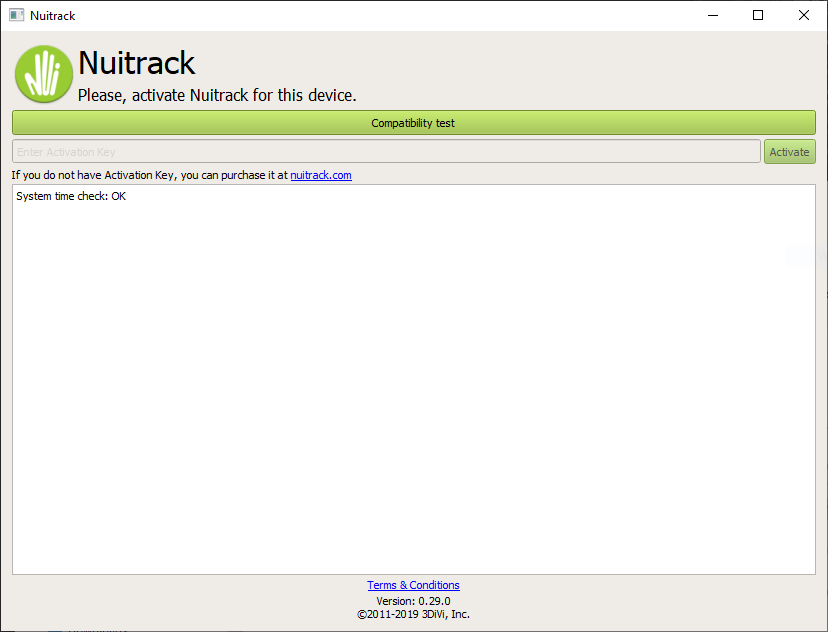 Nuitrack
Nuitrack
Please, activate Nuitrack for this device.
Compatibility test
Enter Activation Key
Activate
If you do not have Activation Key, you can purchase it at nuitrack.com
System time check: OK
Terms & Conditions
Version: 0.29.0
©2011-2019 3DiVi, Inc.